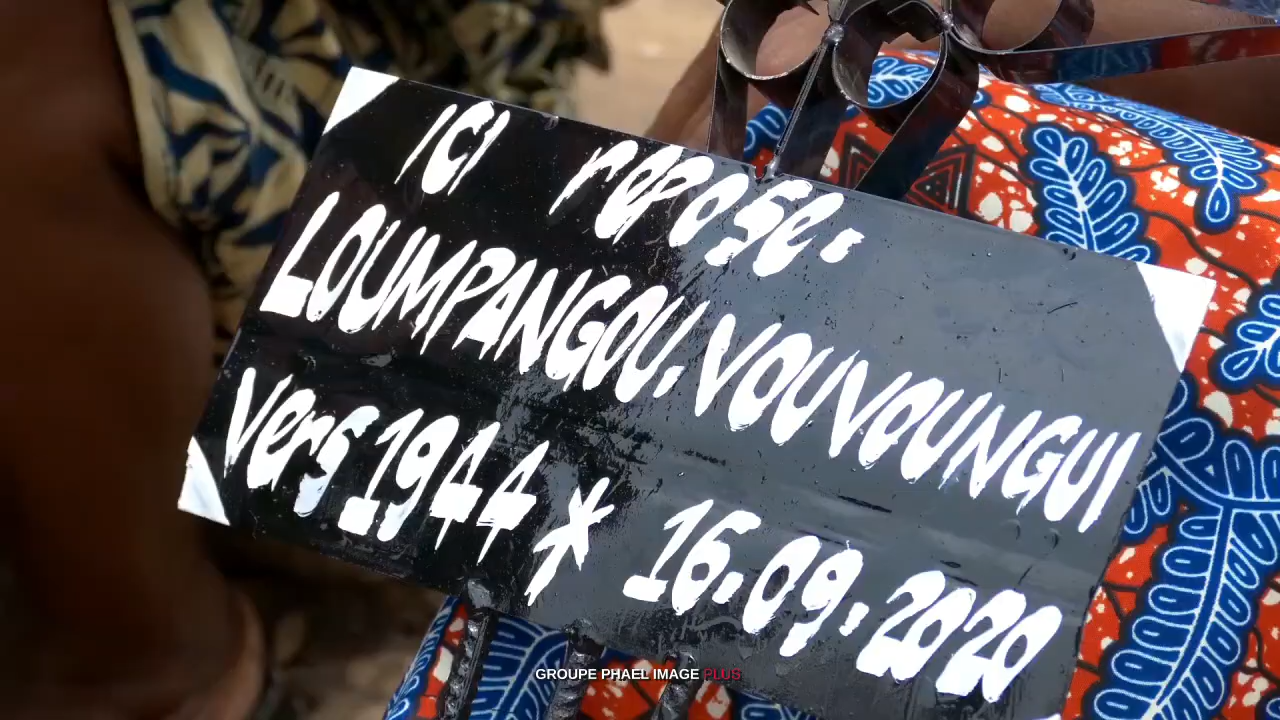 ici repose.
LOUMPANGOU.VOUVOUNGUI
Vers 1944 * 16.09.2020
GROUPE PHAEL IMAGE PLUS